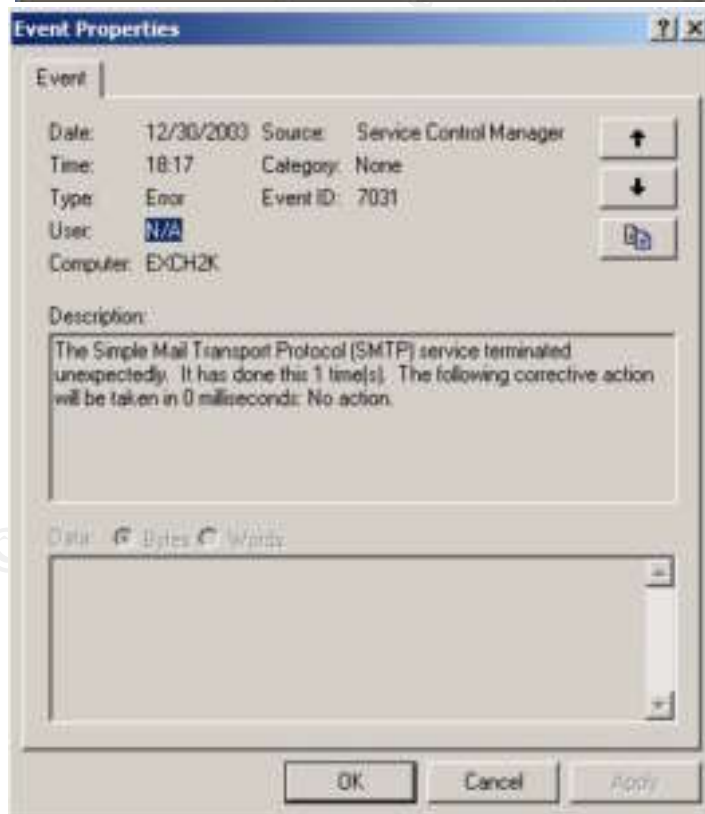 Event Properties
Event
Date: 12/30/2003 Source: Service Control Manager
Time: 18:17 Category: None
Type: Error Event ID: 7031
User: N/A
Computer: EXCH2K
Description:
The Simple Mail Transport Protocol (SMTP) service terminated
unexpectedly. It has done this 1 time(s). The following corrective action
will be taken in 0 milliseconds: No action.
Data: Bytes Words
OK Cancel Apply